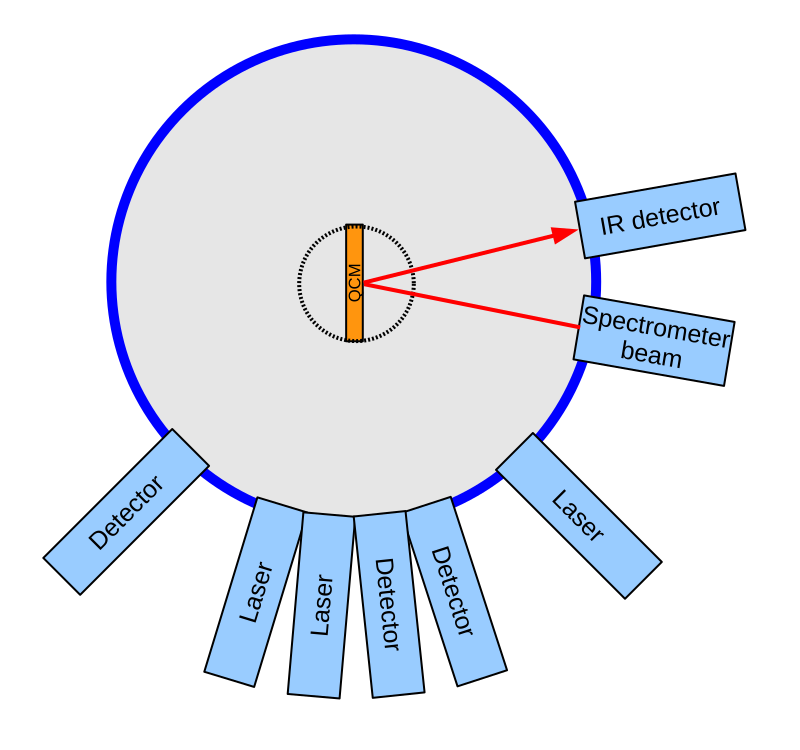 IR detector
QCM
Spectrometer
beam
Detector
Laser
Laser
Laser
Detector
Detector